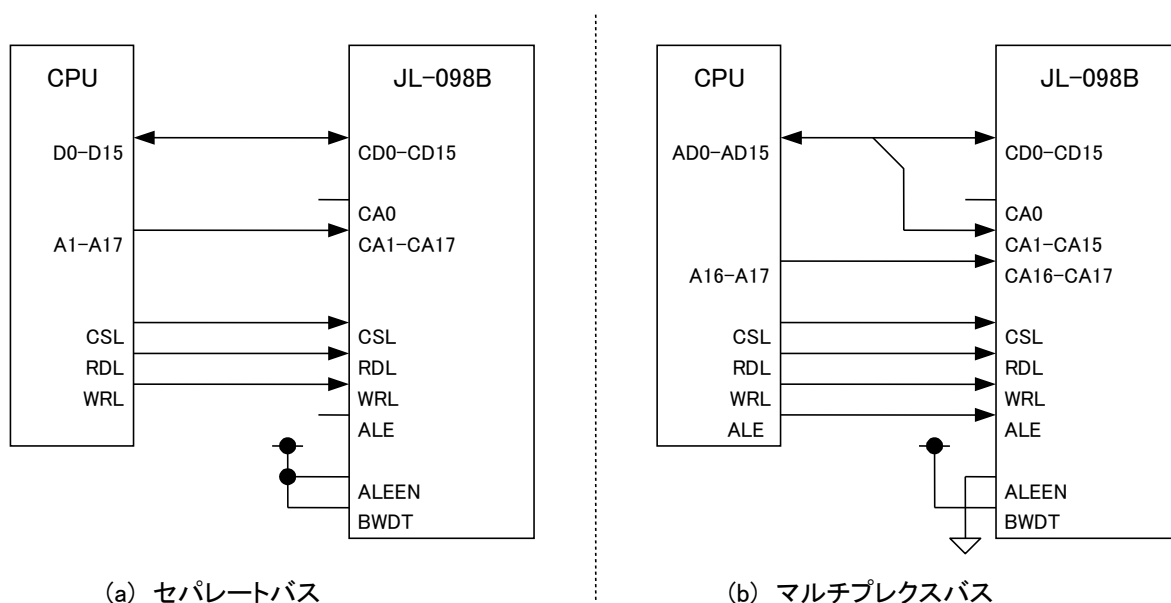 CPU
JL-098B
D0-D15
CD0-CD15
CA0
A1-A17
CA1-CA17
CSL
CSL
RDL
RDL
WRL
WRL
ALE
ALEEN
BWDT
(a) セパレートバス
CPU
JL-098B
AD0-AD15
CD0-CD15
CA0
CA1-CA15
A16-A17
CA16-CA17
CSL
CSL
RDL
RDL
WRL
WRL
ALE
ALE
ALEEN
BWDT
(b) マルチプレクスバス